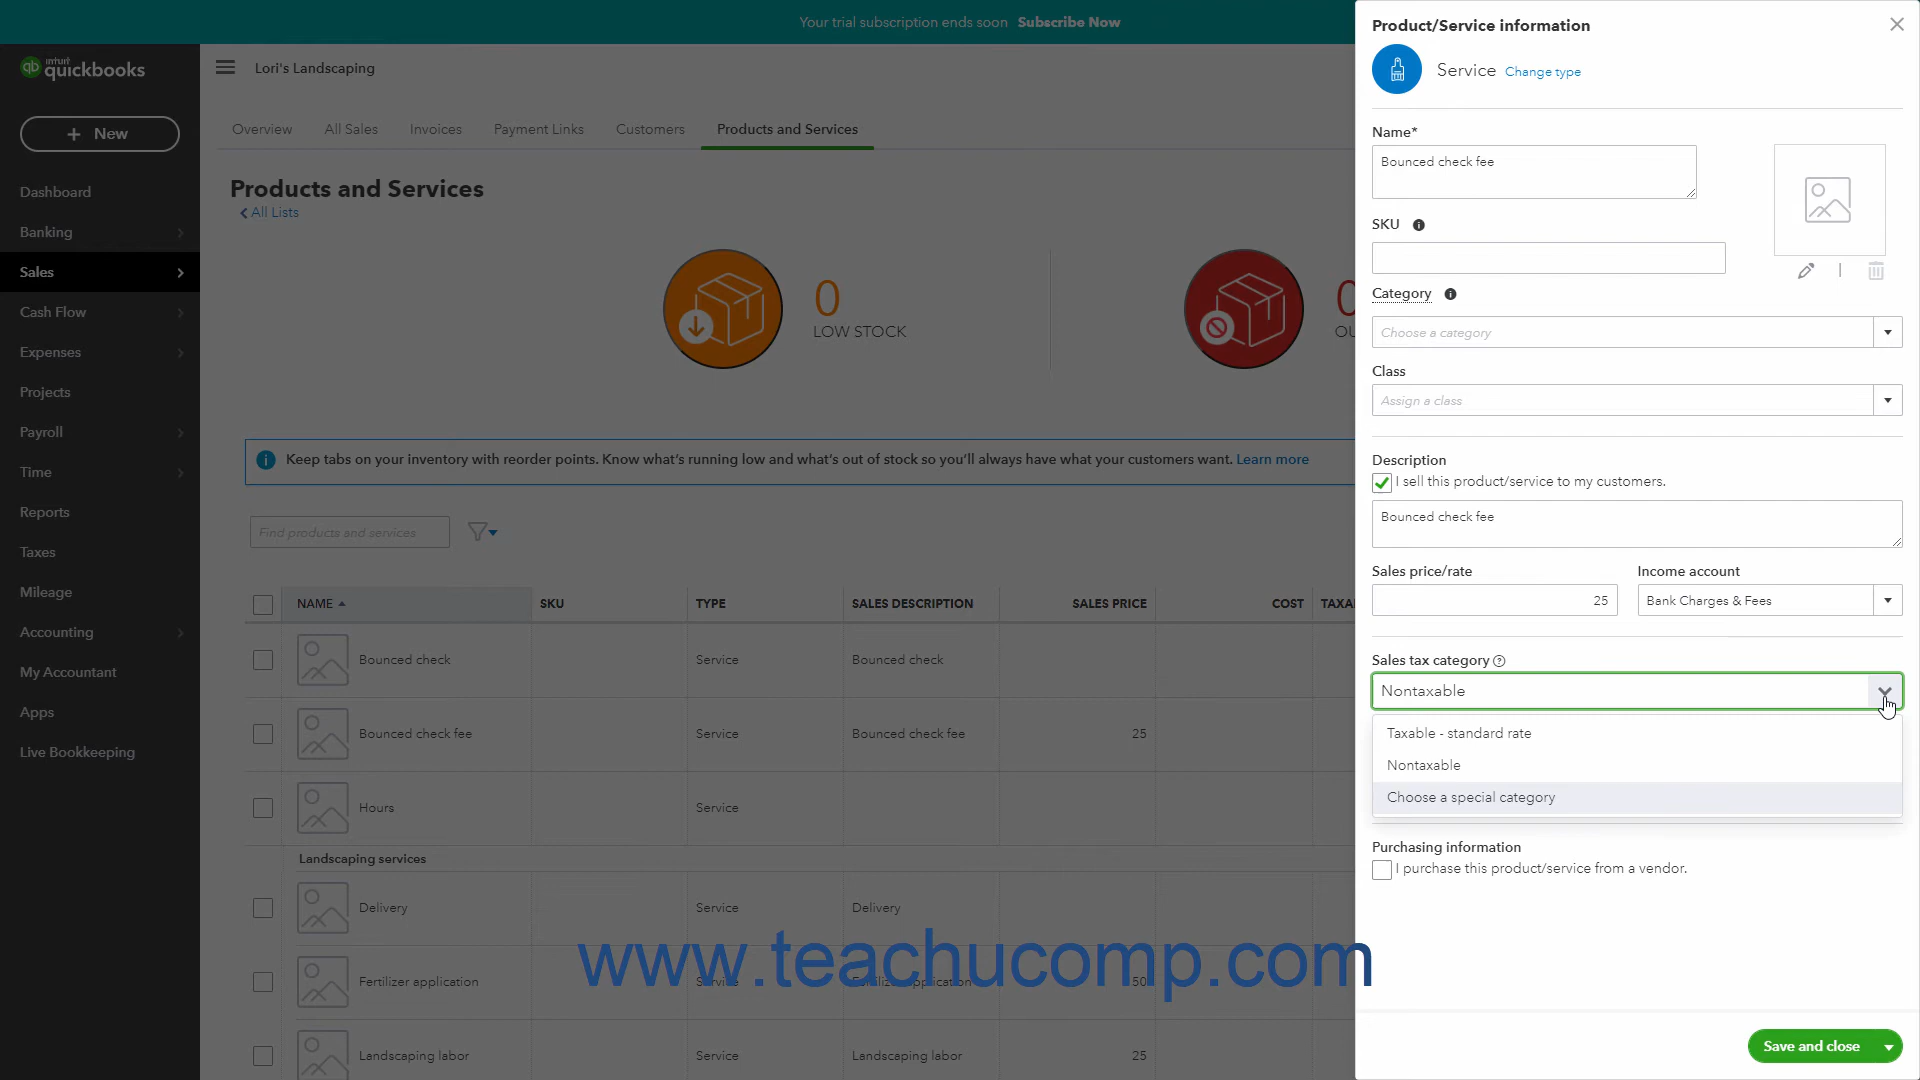 Your trial subscription ends soon Subscribe Now
intuit
qb quickbooks
Lori's Landscaping
+ New
Dashboard
Banking
Sales
Cash Flow
Expenses
Projects
Payroll
Time
Reports
Taxes
Mileage
Accounting
My Accountant
Apps
Live Bookkeeping
Overview All Sales Invoices Payment Links Customers Products and Services
Products and Services
All Lists
0
LOW STOCK
0
OU
Keep tabs on your inventory with reorder points. Know what's running low and what's out of stock so you'll always have what your customers want. Learn more
Find products and services
NAME SKU TYPE SALES DESCRIPTION SALES PRICE COST TAXA
Bounced check Service Bounced check
Bounced check fee Service Bounced check fee 25
Hours Service
Landscaping services
Delivery Service Delivery
Fertilizer application Service Fertilizer application 50
Landscaping labor Service Landscaping labor 25
www.teachucomp.com
Product/Service information
Service Change type
Name*
Bounced check fee
SKU
Category
Choose a category
Class
Assign a class
Description
I sell this product/service to my customers.
Bounced check fee
Sales price/rate Income account
25 Bank Charges & Fees
Sales tax category
Nontaxable
Taxable - standard rate
Nontaxable
Choose a special category
Purchasing information
I purchase this product/service from a vendor.
Save and close